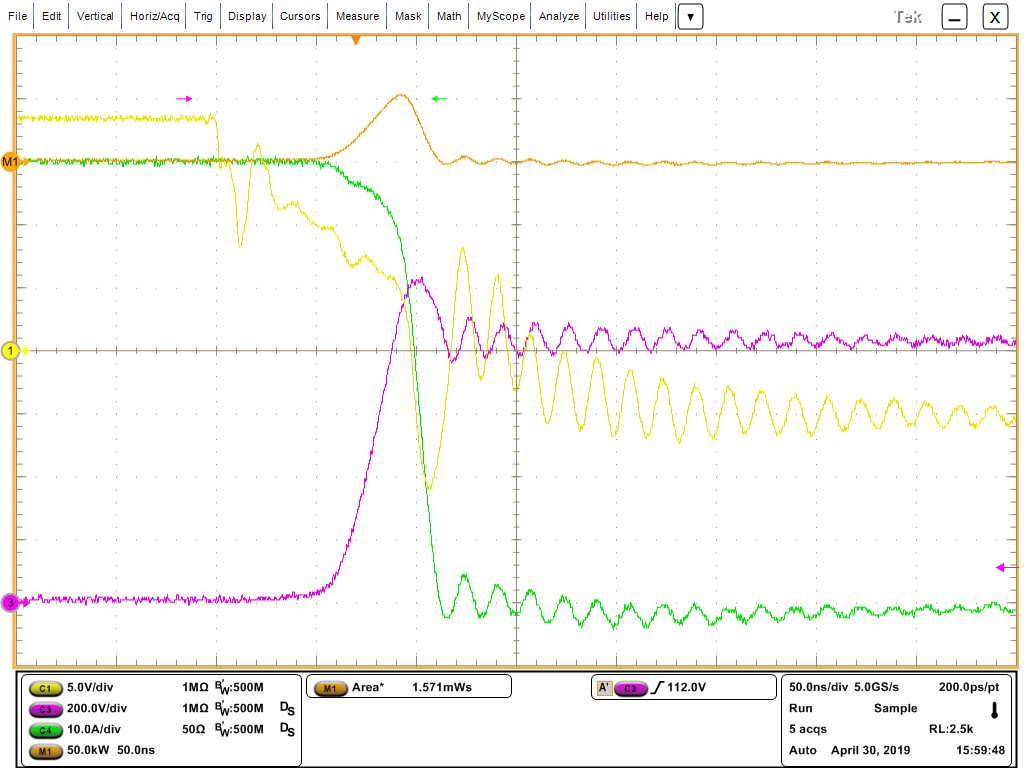 File Edit Vertical Horiz/Acq Trig Display Cursors Measure Mask Math MyScope Analyze Utilities Help ▼ Tek X
M1
1
3
C1 5.0V/div 1MΩ BW:500M
C3 200.0V/div 1MΩ BW:500M DS
C4 10.0A/div 50Ω BW:500M DS
M1 50.0kW 50.0ns
M1 Area* 1.571mWs
A' C3 112.0V
50.0ns/div 5.0GS/s 200.0ps/pt
Run Sample
5 acqs RL:2.5k
Auto April 30, 2019 15:59:48